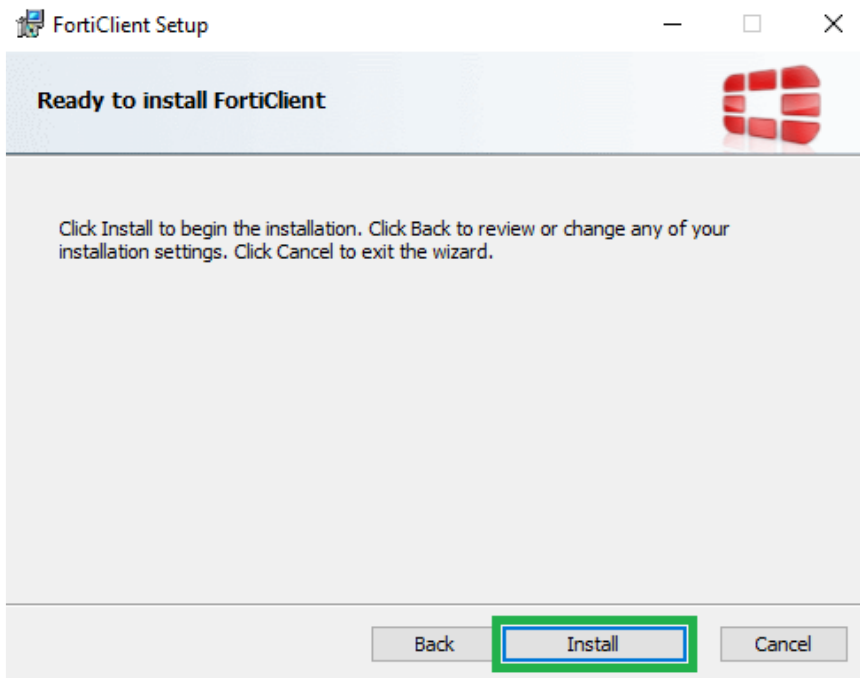 FortiClient Setup
Ready to install FortiClient
Click Install to begin the installation. Click Back to review or change any of your
installation settings. Click Cancel to exit the wizard.
Back Install Cancel